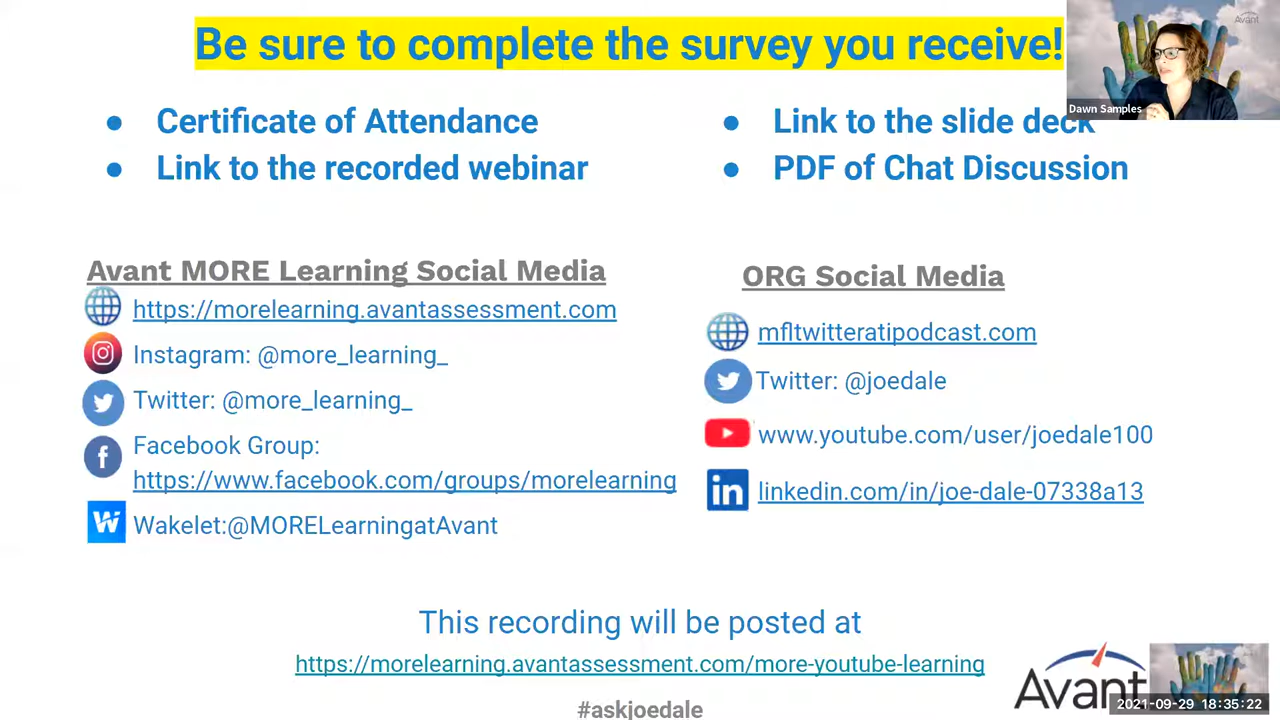 Be sure to complete the survey you receive!
Avant
Dawn Samples
● Certificate of Attendance
● Link to the recorded webinar
● Link to the slide deck
● PDF of Chat Discussion
Avant MORE Learning Social Media
https://morelearning.avantassessment.com
Instagram: @more_learning_
Twitter: @more_learning_
Facebook Group:
https://www.facebook.com/groups/morelearning
Wakelet:@MORELearningatAvant
ORG Social Media
mfltwitteratipodcast.com
Twitter: @joedale
www.youtube.com/user/joedale100
linkedin.com/in/joe-dale-07338a13
This recording will be posted at
https://morelearning.avantassessment.com/more-youtube-learning
#askjoedale
Avant
2021-09-29 18:35:22